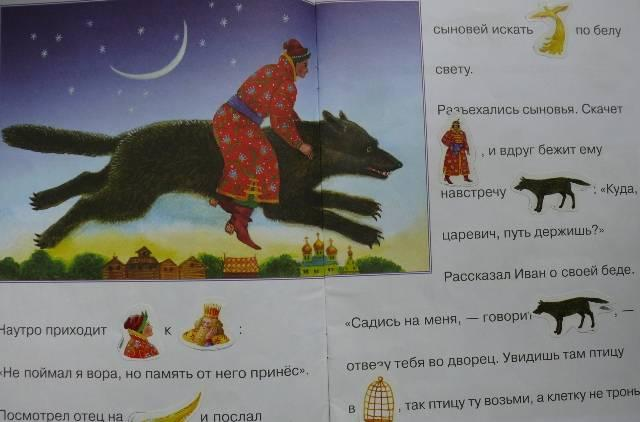 Наутро приходит к :
«Не поймал я вора, но память от него принёс».
Посмотрел отец на и послал
сыновей искать по белу
свету.
Разъехались сыновья. Скачет
, и вдруг бежит ему
навстречу : «Куда,
царевич, путь держишь?»
Рассказал Иван о своей беде.
«Садись на меня, — говорит , —
отвезу тебя во дворец. Увидишь там птицу
в , так птицу ту возьми, а клетку не тронь